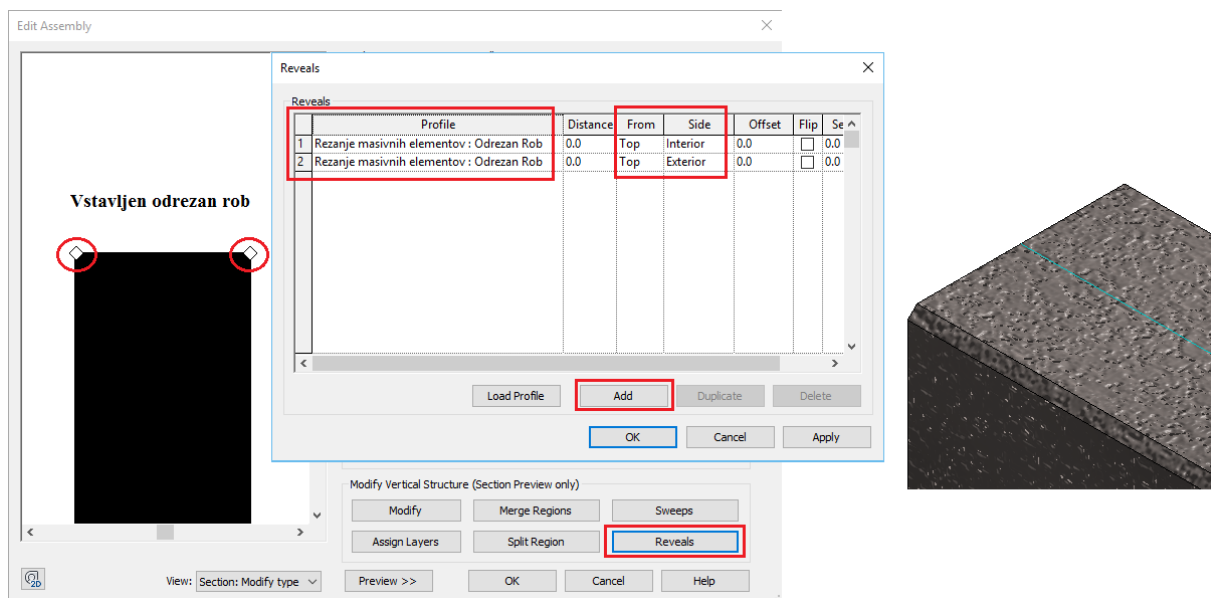 Edit Assembly
Reveals
Reveals
Profile Distance From Side Offset Flip Se
1 Rezanje masivnih elementov : Odrezan Rob 0.0 Top Interior 0.0 0.0
2 Rezanje masivnih elementov : Odrezan Rob 0.0 Top Exterior 0.0 0.0
Vstavljen odrezan rob
Load Profile Add Duplicate Delete
OK Cancel Apply
Modify Vertical Structure (Section Preview only)
Modify Merge Regions Sweeps
Assign Layers Split Region Reveals
2D View: Section: Modify type Preview >> OK Cancel Help